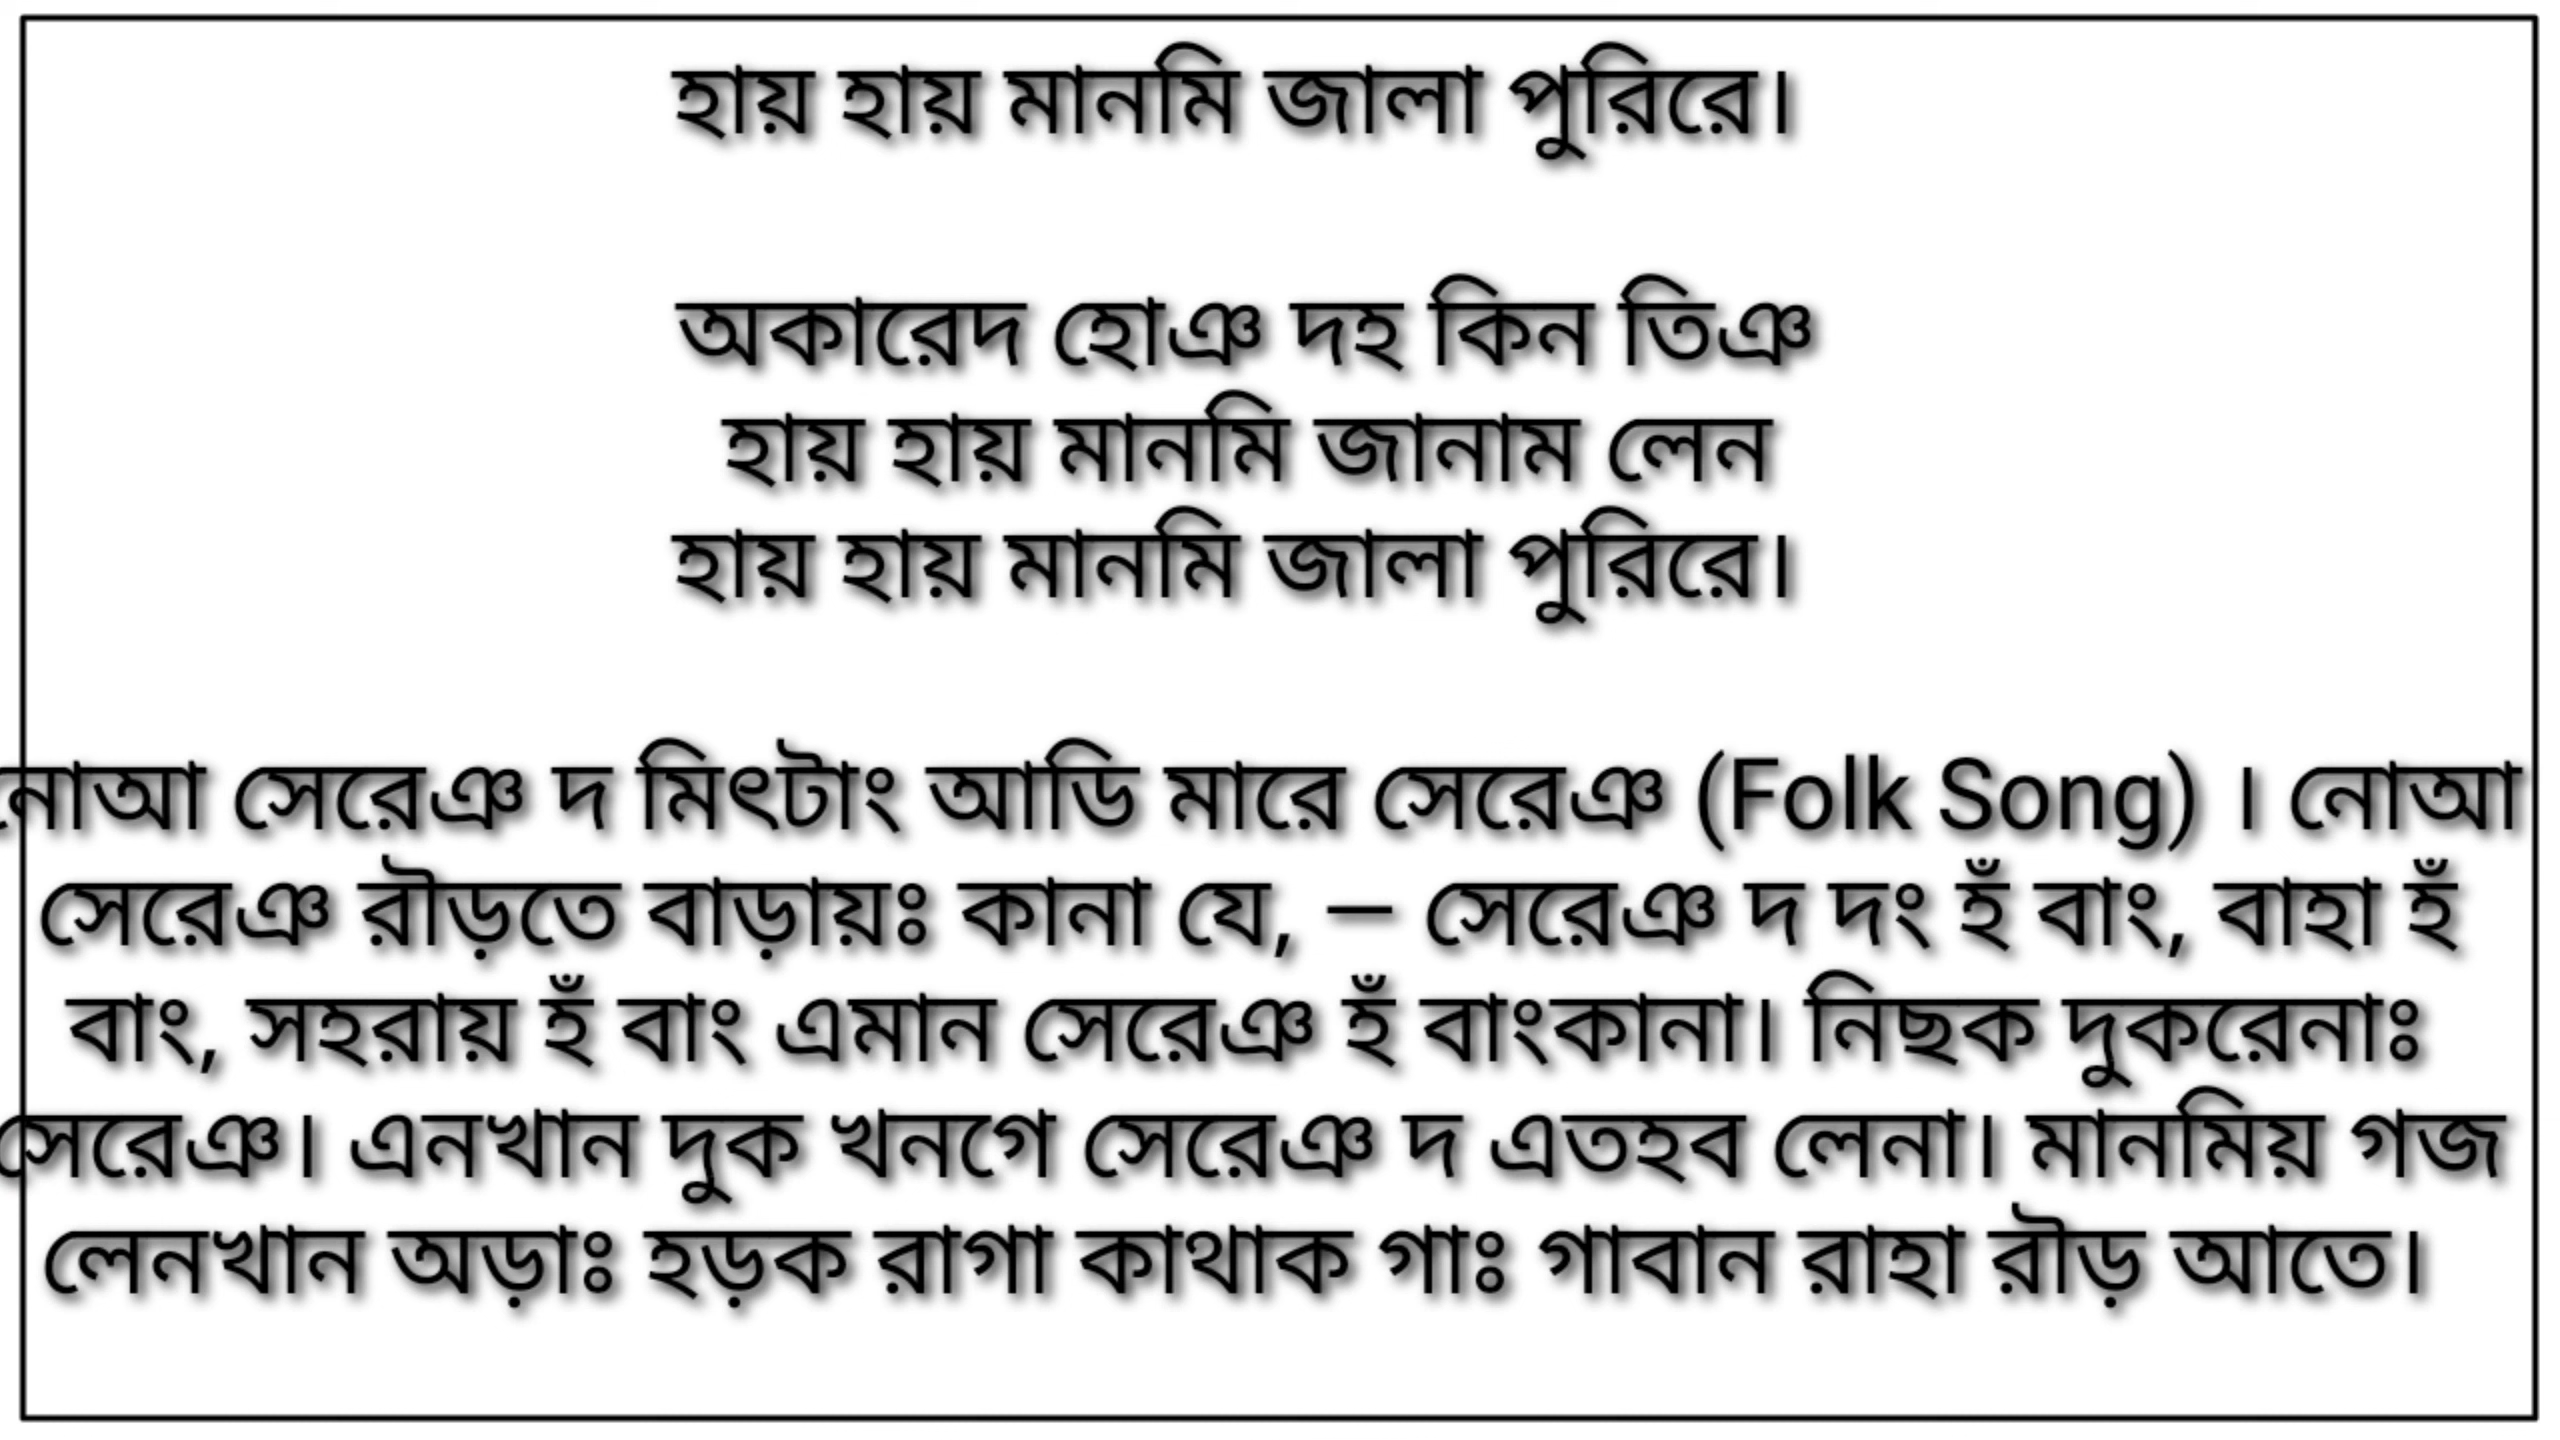 হায় হায় মানমি জালা পুরিরে।
অকারেদ হোঞ দহ কিন তিঞ
হায় হায় মানমি জানাম লেন
হায় হায় মানমি জালা পুরিরে।
নোআ সেরেঞ দ মিৎটাং আডি মারে সেরেঞ (Folk Song) । নোআ
সেরেঞ রীড়তে বাড়ায়ঃ কানা যে, – সেরেঞ দ দং হঁ বাং, বাহা হঁ
বাং, সহরায় হঁ বাং এমান সেরেঞ হঁ বাংকানা। নিছক দুকরেনাঃ
সেরেঞ। এনখান দুক খনগে সেরেঞ দ এতহব লেনা। মানমিয় গজ
লেনখান অড়াঃ হড়ক রাগা কাথাক গাঃ গাবান রাহা রীড় আতে।